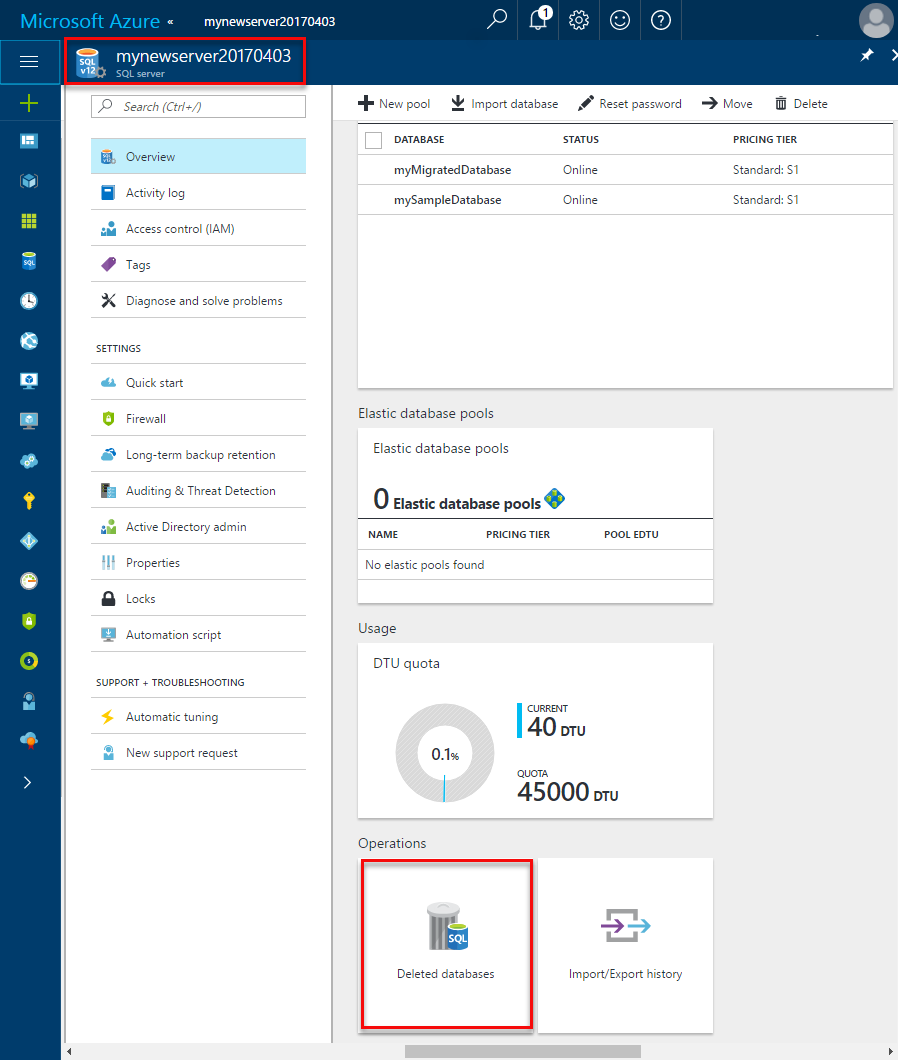 Microsoft Azure « mynewserver20170403
1
SQL v12
mynewserver20170403
SQL server
Search (Ctrl+/)
Overview
Activity log
Access control (IAM)
Tags
Diagnose and solve problems
SETTINGS
Quick start
Firewall
Long-term backup retention
Auditing & Threat Detection
Active Directory admin
Properties
Locks
Automation script
SUPPORT + TROUBLESHOOTING
Automatic tuning
New support request
New pool Import database Reset password Move Delete
DATABASE STATUS PRICING TIER
myMigratedDatabase Online Standard: S1
mySampleDatabase Online Standard: S1
Elastic database pools
Elastic database pools
0 Elastic database pools
NAME PRICING TIER POOL EDTU
No elastic pools found
Usage
DTU quota
0.1%
CURRENT
40 DTU
QUOTA
45000 DTU
Operations
SQL
Deleted databases
Import/Export history